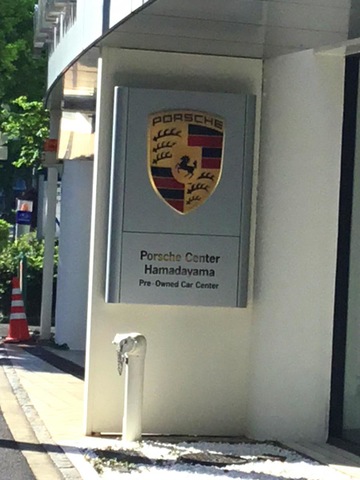 PORSCHE
Porsche Center
Hamadayama
Pre-Owned Car Center